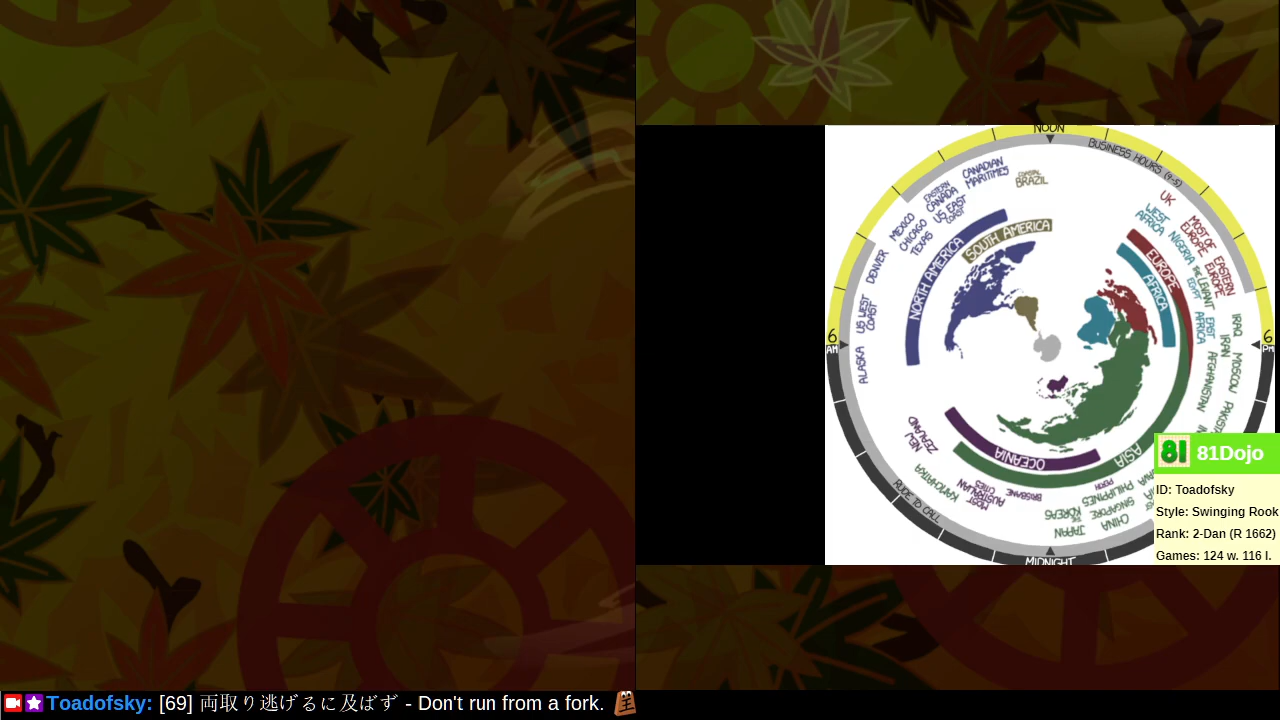 NOON
BUSINESS HOURS (9-5)
CANADIAN MARITIMES
BRAZIL
EASTERN CANADA
US EAST COAST
MEXICO
CHICAGO
TEXAS
DENVER
US WEST COAST
ALASKA
UK
WEST AFRICA
NIGERIA
MOST OF EUROPE
EASTERN EUROPE
THE LEVANT
EGYPT
EAST AFRICA
IRAQ
IRAN
MOSCOW
AFGHANISTAN
NORTH AMERICA
SOUTH AMERICA
EUROPE
AFRICA
ASIA
OCEANIA
6 AM
6 PM
NEW ZEALAND
KAMCHATKA
RUDE TO CALL
MOST AUSTRALIAN CITIES
BRISBANE
KOREAS
JAPAN
PERTH
PHILIPPINES
SINGAPORE
CHINA
MIDNIGHT
81 81Dojo
ID: Toadofsky
Style: Swinging Rook
Rank: 2-Dan (R 1662)
Games: 124 w. 116 l.
Toadofsky: [69] 両取り逃げるに及ばず - Don't run from a fork.